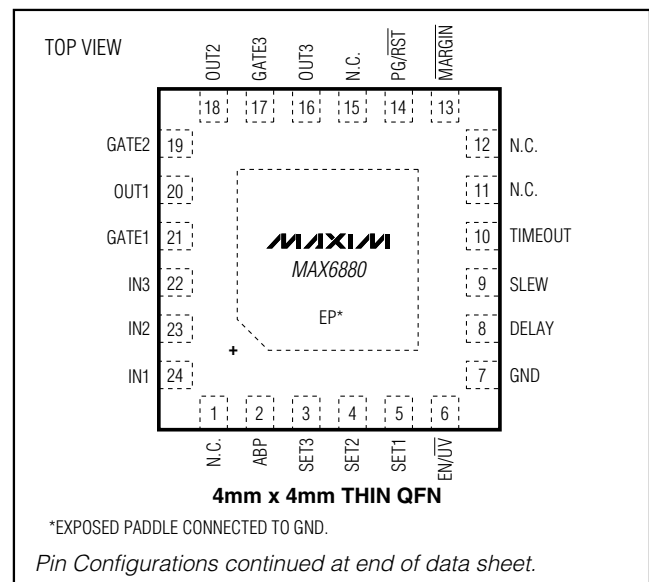 TOP VIEW
OUT2
GATE3
OUT3
N.C.
PG/RST
MARGIN
18
17
16
15
14
13
GATE2 19
12 N.C.
OUT1 20
11 N.C.
GATE1 21
10 TIMEOUT
MAXIM
MAX6880
IN3 22
9 SLEW
EP*
IN2 23
8 DELAY
+
IN1 24
7 GND
1
2
3
4
5
6
N.C.
ABP
SET3
SET2
SET1
EN/UV
4mm x 4mm THIN QFN
*EXPOSED PADDLE CONNECTED TO GND.
Pin Configurations continued at end of data sheet.